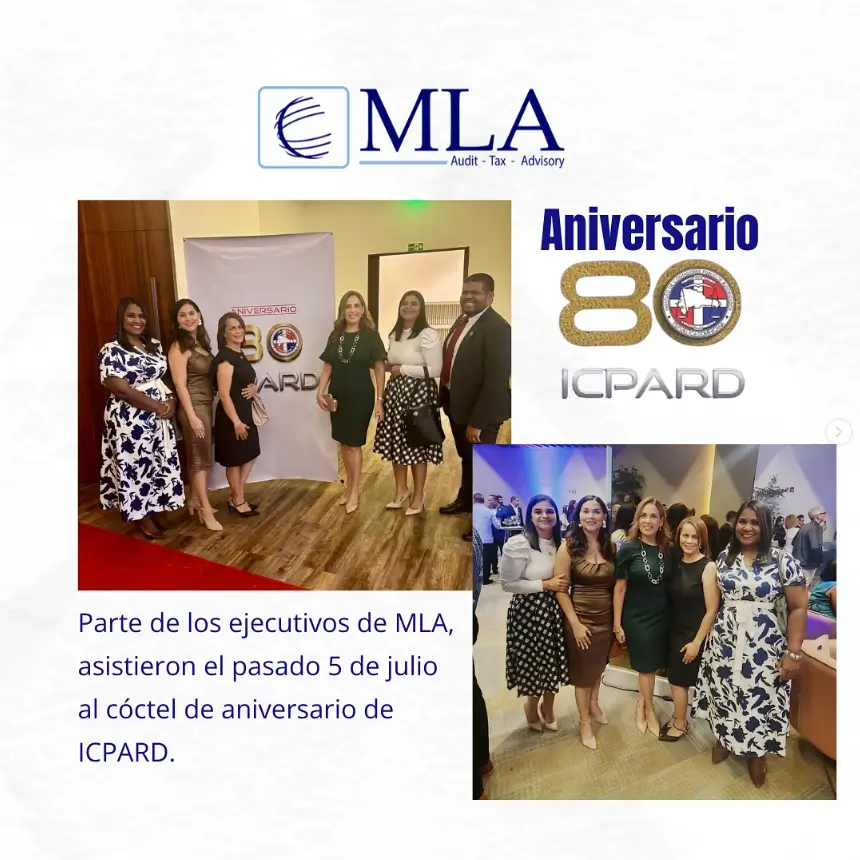 MLA
Audit - Tax - Advisory
Aniversario
80
ICPARD
ANIVERSARIO
80
ICPARD
Parte de los ejecutivos de MLA,
asistieron el pasado 5 de julio
al cóctel de aniversario de
ICPARD.